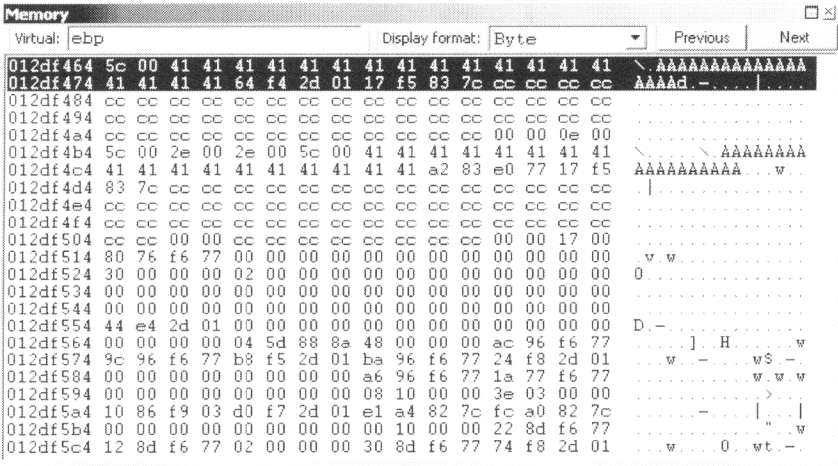 Memory
Virtual: ebp Display format: Byte Previous Next
012df464 5c 00 41 41 41 41 41 41 41 41 41 41 41 41 41 41 \.AAAAAAAAAAAAAA
012df474 41 41 41 41 64 f4 2d 01 17 f5 83 7c cc cc cc cc AAAAd.-....|....
012df484 cc cc cc cc cc cc cc cc cc cc cc cc cc cc cc cc ................
012df494 cc cc cc cc cc cc cc cc cc cc cc cc cc cc cc cc ................
012df4a4 cc cc cc cc cc cc cc cc cc cc cc cc 00 00 0e 00 ................
012df4b4 5c 00 2e 00 2e 00 5c 00 41 41 41 41 41 41 41 41 \.....\.AAAAAAAA
012df4c4 41 41 41 41 41 41 41 41 41 41 a2 83 e0 77 17 f5 AAAAAAAAAA...w..
012df4d4 83 7c cc cc cc cc cc cc cc cc cc cc cc cc cc cc .|..............
012df4e4 cc cc cc cc cc cc cc cc cc cc cc cc cc cc cc cc ................
012df4f4 cc cc cc cc cc cc cc cc cc cc cc cc cc cc cc cc ................
012df504 cc cc 00 00 cc cc cc cc cc cc cc cc 00 00 17 00 ................
012df514 80 76 f6 77 00 00 00 00 00 00 00 00 00 00 00 00 .v.w............
012df524 30 00 00 00 02 00 00 00 00 00 00 00 00 00 00 00 0...............
012df534 00 00 00 00 00 00 00 00 00 00 00 00 00 00 00 00 ................
012df544 00 00 00 00 00 00 00 00 00 00 00 00 00 00 00 00 ................
012df554 44 e4 2d 01 00 00 00 00 00 00 00 00 00 00 00 00 D.-.............
012df564 00 00 00 00 04 5d 88 8a 48 00 00 00 ac 96 f6 77 .....]..H......w
012df574 9c 96 f6 77 b8 f5 2d 01 ba 96 f6 77 24 f8 2d 01 ...w..-....w$.-.
012df584 00 00 00 00 00 00 00 00 a6 96 f6 77 1a 77 f6 77 ...........w.w.w
012df594 00 00 00 00 00 00 00 00 08 10 00 00 3e 03 00 00 ............>...
012df5a4 10 86 f9 03 d0 f7 2d 01 e1 a4 82 7c fc a0 82 7c ......-....|...|
012df5b4 00 00 00 00 00 00 00 00 00 10 00 00 22 8d f6 77 ............"..w
012df5c4 12 8d f6 77 02 00 00 00 30 8d f6 77 74 f8 2d 01 ...w....0..wt.-.